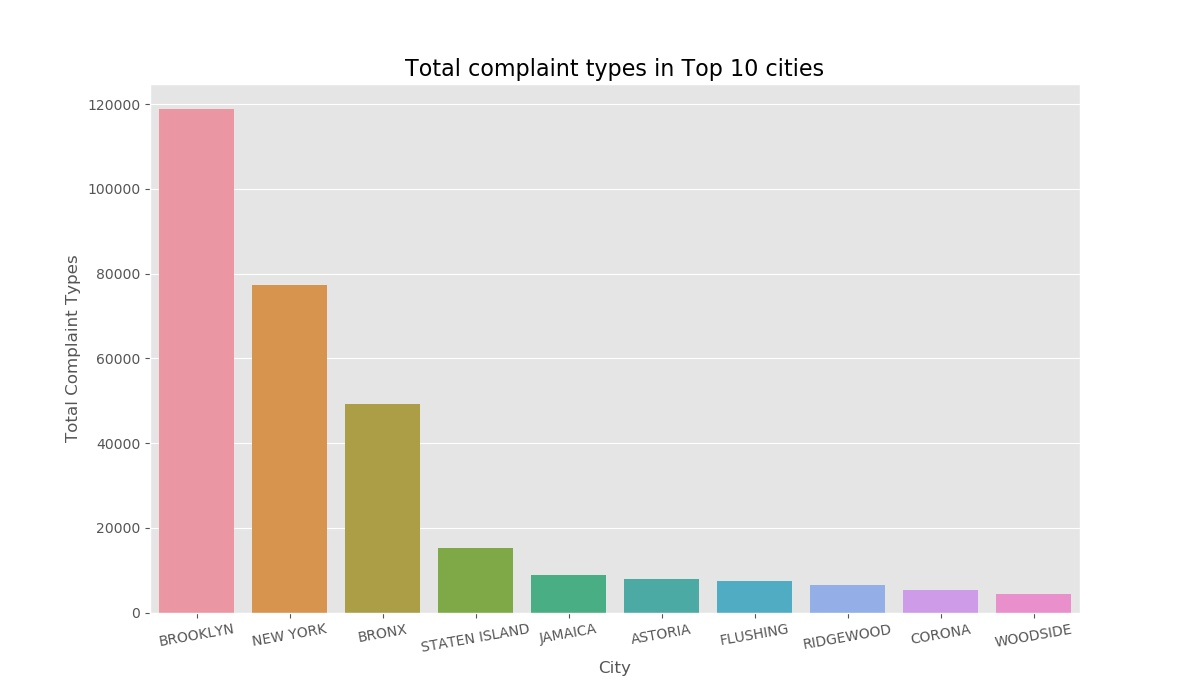 Total complaint types in Top 10 cities
120000
100000
80000
60000
40000
20000
0
Total Complaint Types
BROOKLYN
NEW YORK
BRONX
STATEN ISLAND
JAMAICA
ASTORIA
FLUSHING
RIDGEWOOD
CORONA
WOODSIDE
City